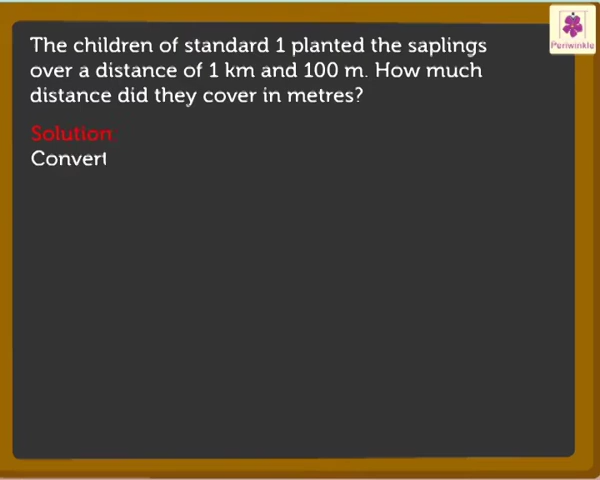 The children of standard 1 planted the saplings
over a distance of 1 km and 100 m. How much
distance did they cover in metres?
Solution:
Convert
Periwinkle